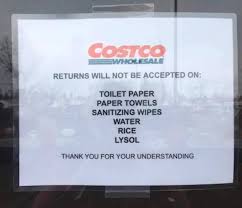 COSTCO
WHOLESALE
RETURNS WILL NOT BE ACCEPTED ON:
TOILET PAPER
PAPER TOWELS
SANITIZING WIPES
WATER
RICE
LYSOL
THANK YOU FOR YOUR UNDERSTANDING